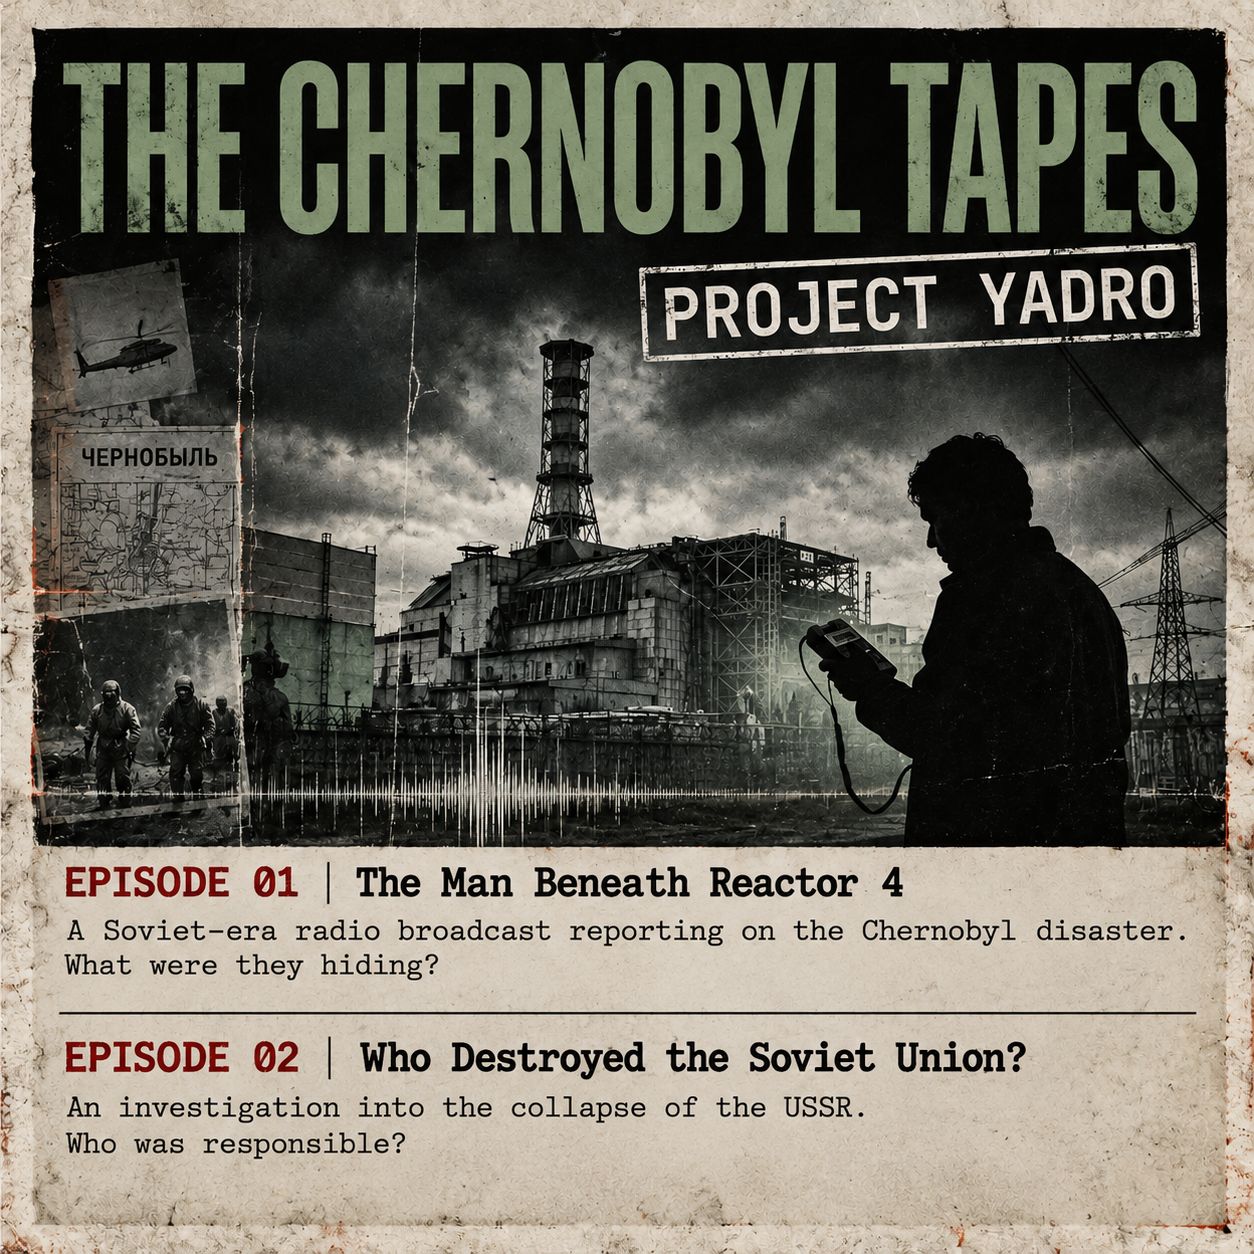 THE CHERNOBYL TAPES
PROJECT YADRO
ЧЕРНОБЫЛЬ
EPISODE 01 | The Man Beneath Reactor 4
A Soviet-era radio broadcast reporting on the Chernobyl disaster.
What were they hiding?
EPISODE 02 | Who Destroyed the Soviet Union?
An investigation into the collapse of the USSR.
Who was responsible?